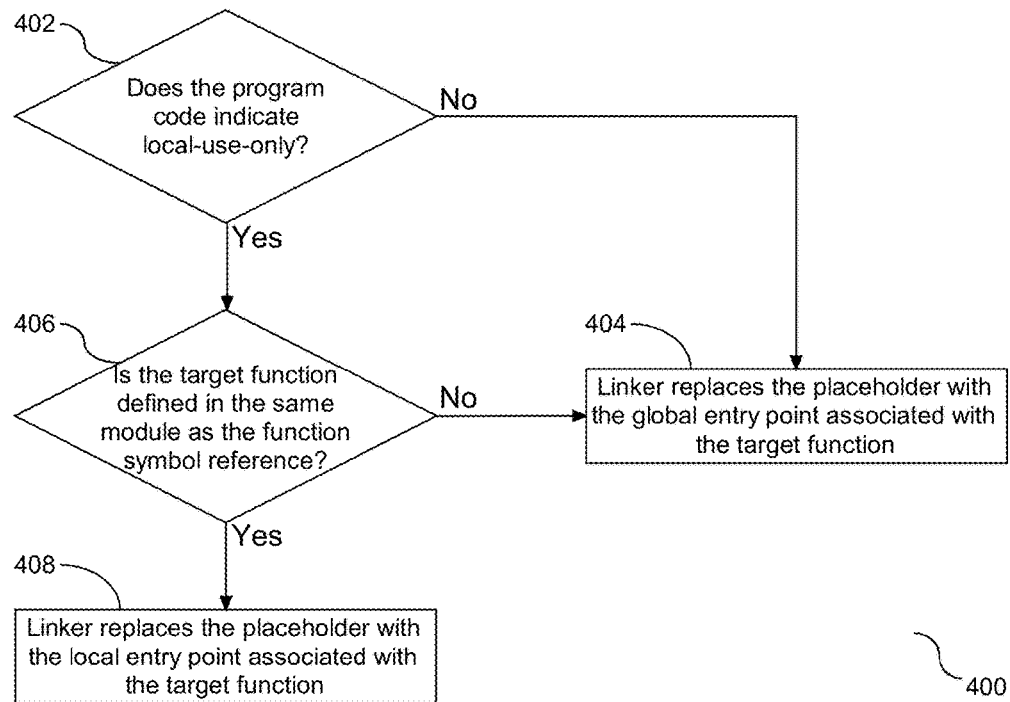 402
Does the program
code indicate
local-use-only?
No
Yes
406
Is the target function
defined in the same
module as the function
symbol reference?
No
404
Linker replaces the placeholder with
the global entry point associated with
the target function
Yes
408
Linker replaces the placeholder with
the local entry point associated with
the target function
400